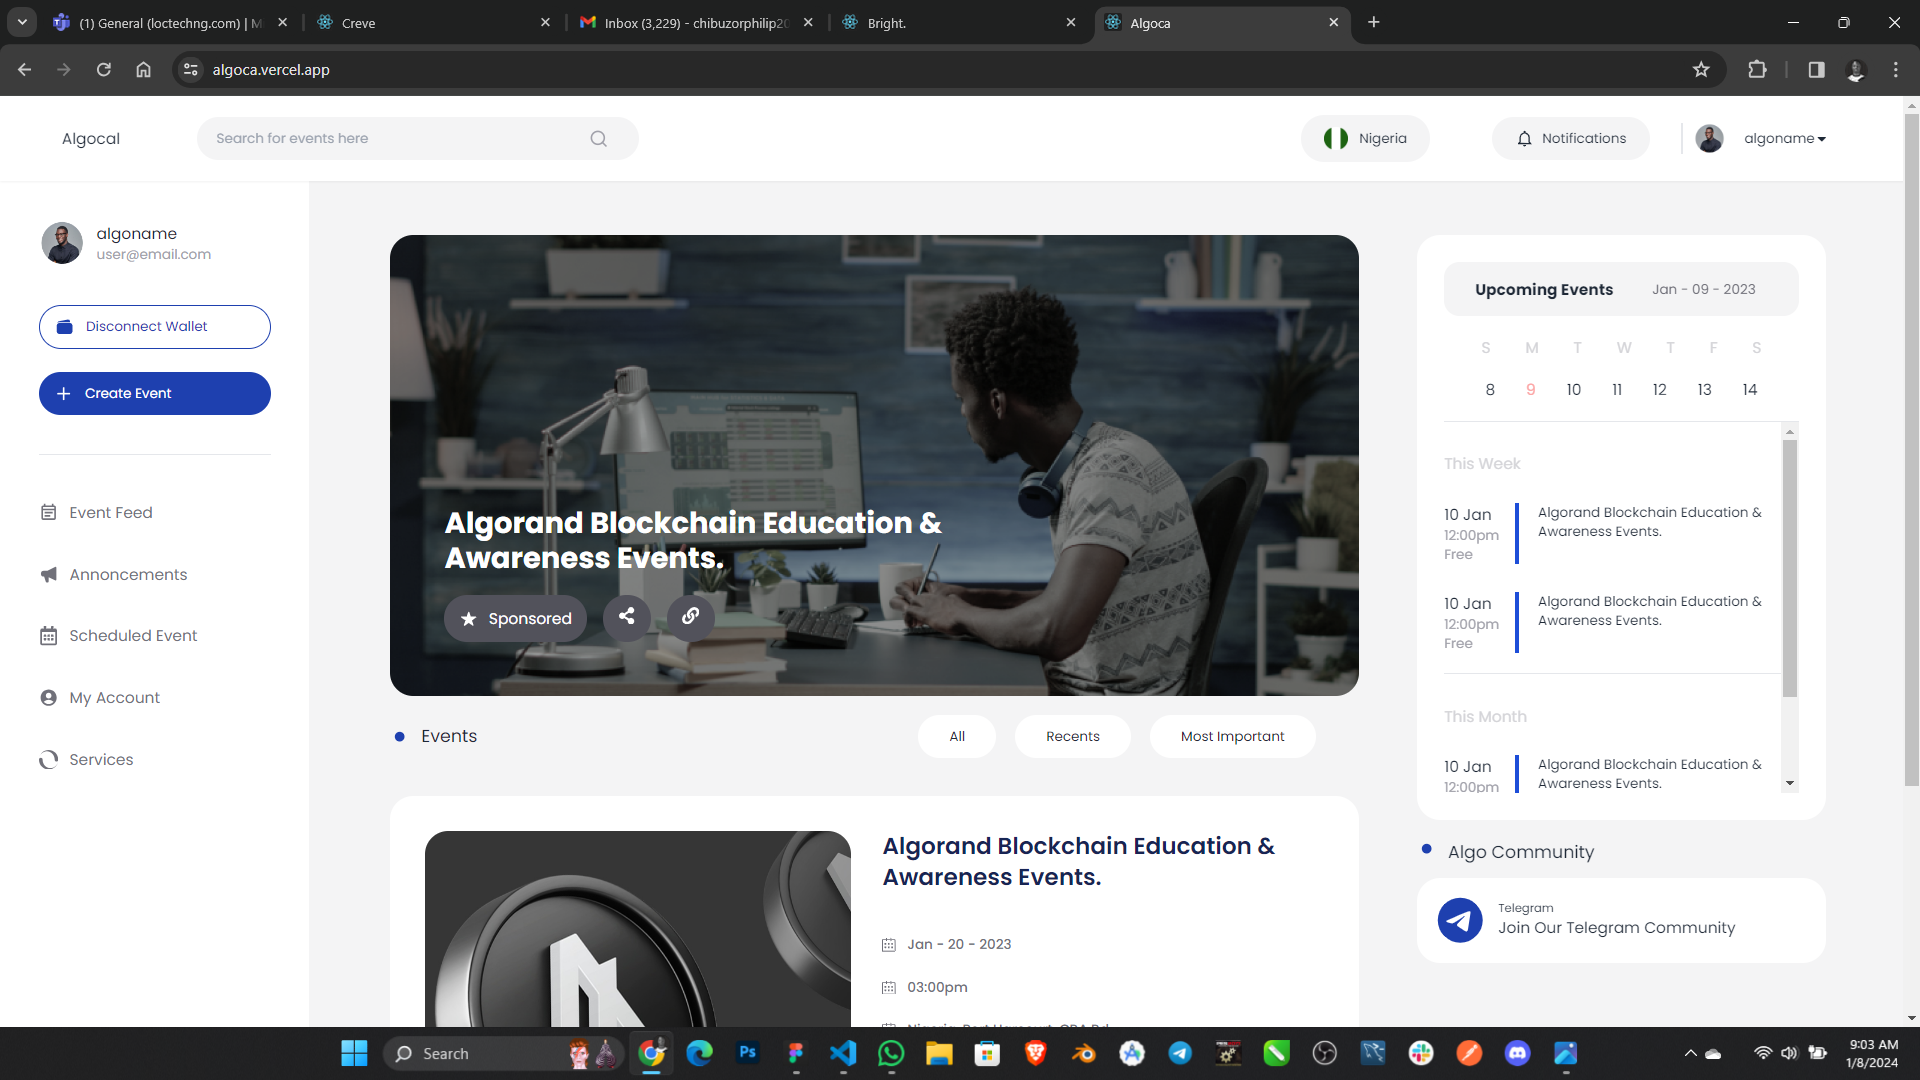 (1) General (loctechng.com) | M
Creve
Inbox (3,229) - chibuzorphilip20
Bright.
Algoca
algoca.vercel.app
Algocal
Search for events here
Nigeria
Notifications
algoname
algoname
user@email.com
Disconnect Wallet
Create Event
Event Feed
Annoncements
Scheduled Event
My Account
Services
Algorand Blockchain Education &
Awareness Events.
Sponsored
Events
All
Recents
Most Important
Algorand Blockchain Education &
Awareness Events.
Jan - 20 - 2023
03:00pm
Upcoming Events
Jan - 09 - 2023
S M T W T F S
8 9 10 11 12 13 14
This Week
10 Jan
12:00pm
Free
Algorand Blockchain Education &
Awareness Events.
10 Jan
12:00pm
Free
Algorand Blockchain Education &
Awareness Events.
This Month
10 Jan
12:00pm
Algorand Blockchain Education &
Awareness Events.
Algo Community
Telegram
Join Our Telegram Community
Search
Ps
9:03 AM
1/8/2024